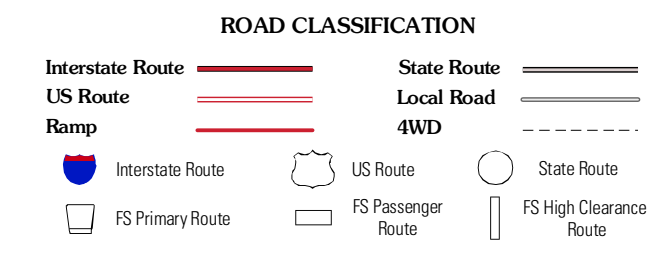 ROAD CLASSIFICATION
Interstate Route State Route
US Route Local Road
Ramp 4WD
Interstate Route US Route State Route
FS Primary Route FS Passenger Route FS High Clearance Route